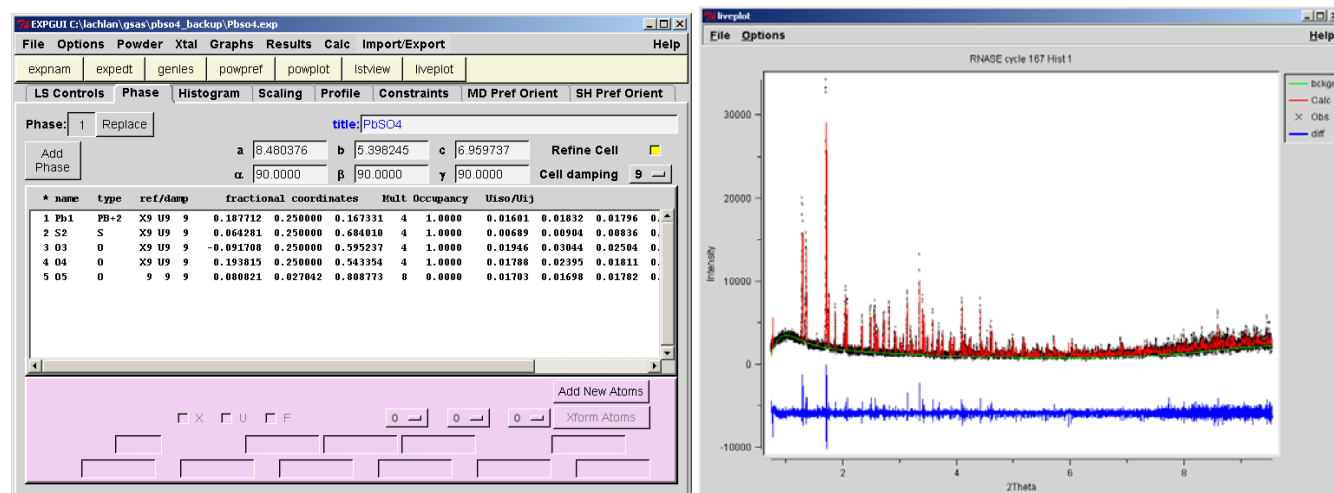 EXPGUI C:\lachlan\gsas\pbso4_backup\Pbso4.exp
File Options Powder Xtal Graphs Results Calc Import/Export Help
expnam expedt genles powpref powplot lstview liveplot
LS Controls Phase Histogram Scaling Profile Constraints MD Pref Orient SH Pref Orient
Phase: 1 Replace title: PbSO4
Add Phase
a 8.480376 b 5.398245 c 6.959737 Refine Cell
α 90.0000 β 90.0000 γ 90.0000 Cell damping 9
* name type ref/damp fractional coordinates Mult Occupancy Uiso/Uij
1 Pb1 PB+2 X9 U9 9 0.187712 0.250000 0.167331 4 1.0000 0.01601 0.01832 0.01796 0.
2 S2 S X9 U9 9 0.064281 0.250000 0.684010 4 1.0000 0.00689 0.00904 0.00836 0.
3 O3 O X9 U9 9 -0.091708 0.250000 0.595237 4 1.0000 0.01946 0.03044 0.02504 0.
4 O4 O X9 U9 9 0.193815 0.250000 0.543354 4 1.0000 0.01788 0.02395 0.01811 0.
5 O5 O 9 9 9 0.080821 0.027042 0.808773 8 0.0000 0.01703 0.01698 0.01782 0.
Add New Atoms
X U F 0 0 0 Xform Atoms
liveplot
File Options Help
RNASE cycle 167 Hist 1
bckgr
Calc
Obs
diff
30000
20000
10000
0
-10000
Intensity
2 4 6 8
2Theta